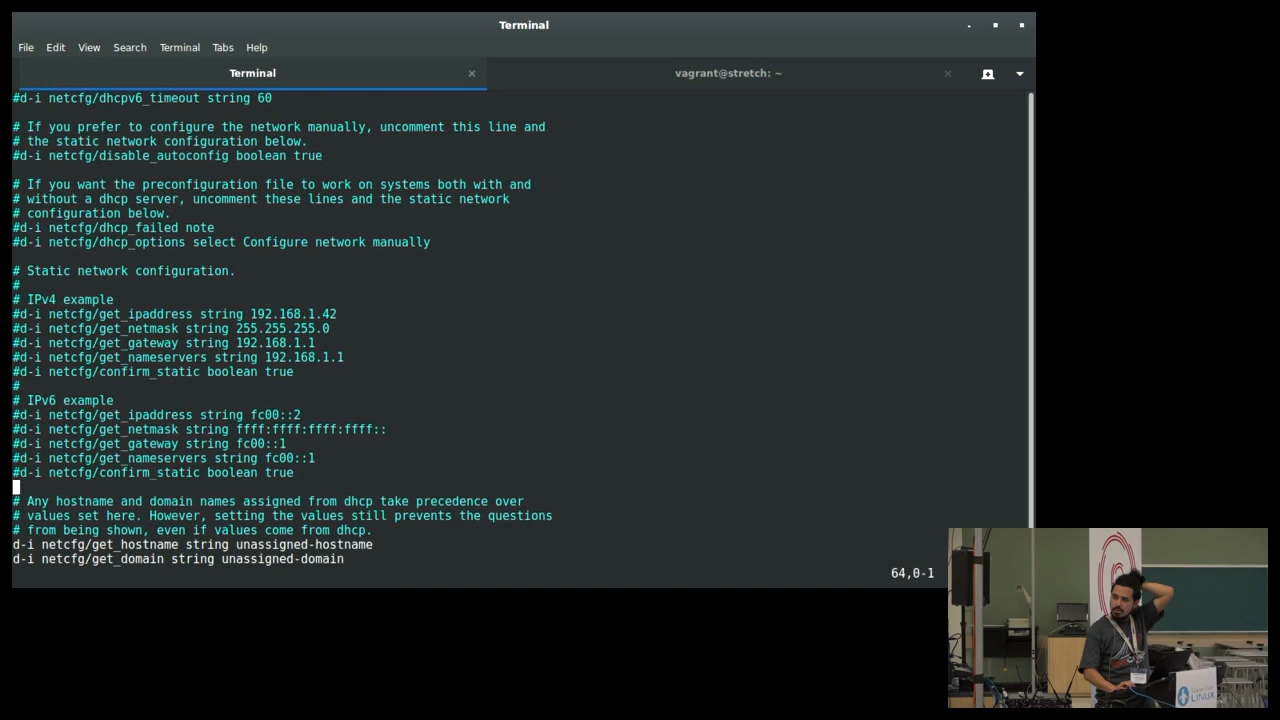 Terminal
File Edit View Search Terminal Tabs Help
Terminal
vagrant@stretch: ~
#d-i netcfg/dhcpv6_timeout string 60
# If you prefer to configure the network manually, uncomment this line and
# the static network configuration below.
#d-i netcfg/disable_autoconfig boolean true
# If you want the preconfiguration file to work on systems both with and
# without a dhcp server, uncomment these lines and the static network
# configuration below.
#d-i netcfg/dhcp_failed note
#d-i netcfg/dhcp_options select Configure network manually
# Static network configuration.
#
# IPv4 example
#d-i netcfg/get_ipaddress string 192.168.1.42
#d-i netcfg/get_netmask string 255.255.255.0
#d-i netcfg/get_gateway string 192.168.1.1
#d-i netcfg/get_nameservers string 192.168.1.1
#d-i netcfg/confirm_static boolean true
#
# IPv6 example
#d-i netcfg/get_ipaddress string fc00::2
#d-i netcfg/get_netmask string ffff:ffff:ffff:ffff::
#d-i netcfg/get_gateway string fc00::1
#d-i netcfg/get_nameservers string fc00::1
#d-i netcfg/confirm_static boolean true
# Any hostname and domain names assigned from dhcp take precedence over
# values set here. However, setting the values still prevents the questions
# from being shown, even if values come from dhcp.
d-i netcfg/get_hostname string unassigned-hostname
d-i netcfg/get_domain string unassigned-domain
64,0-1
LINUX